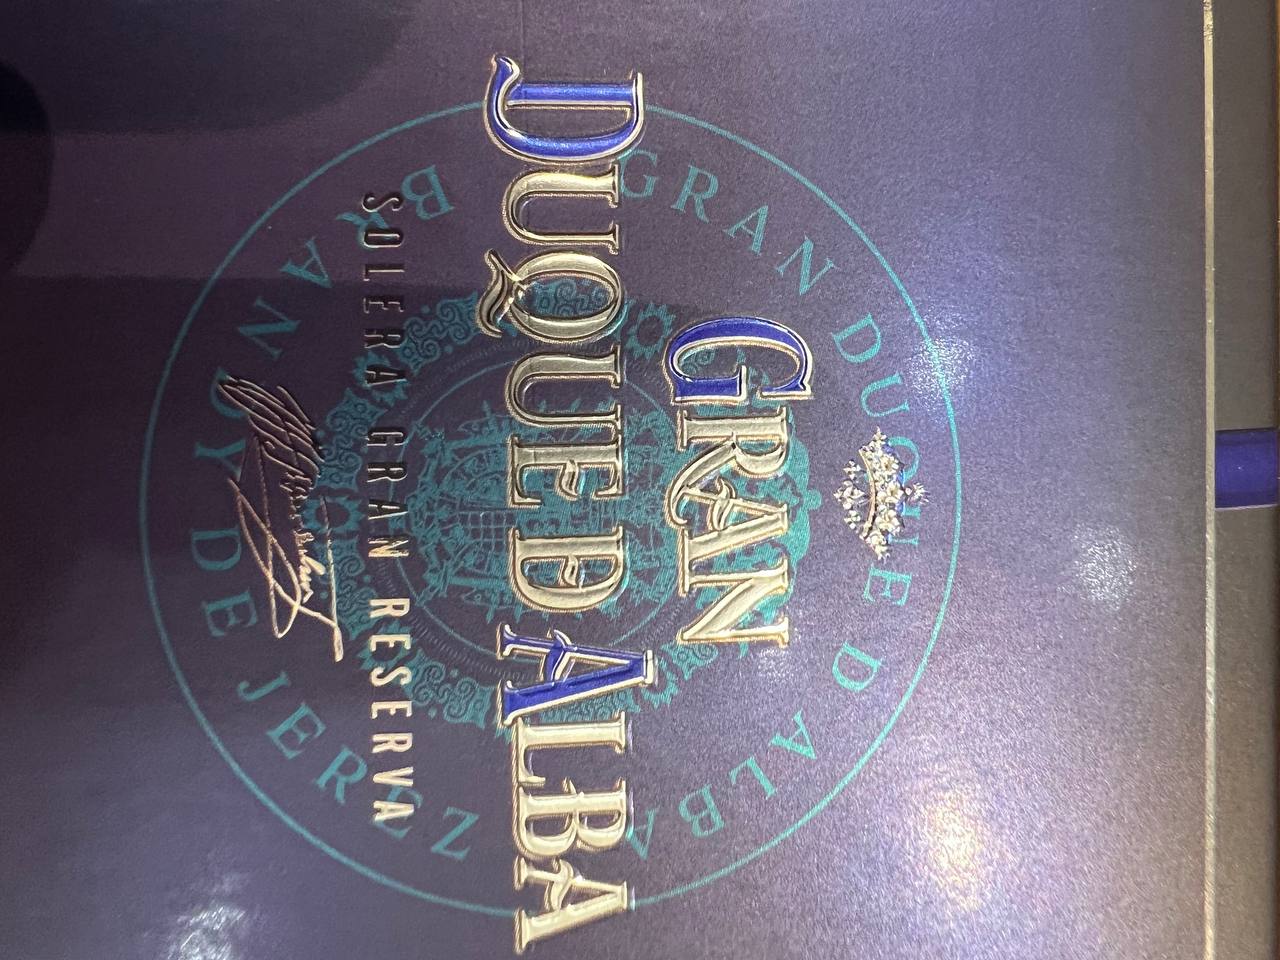 GRAN
DUQUE D ALBA
SOLERA GRAN RESERVA
GRAN DUQUE D ALBA
BRANDY DE JEREZ